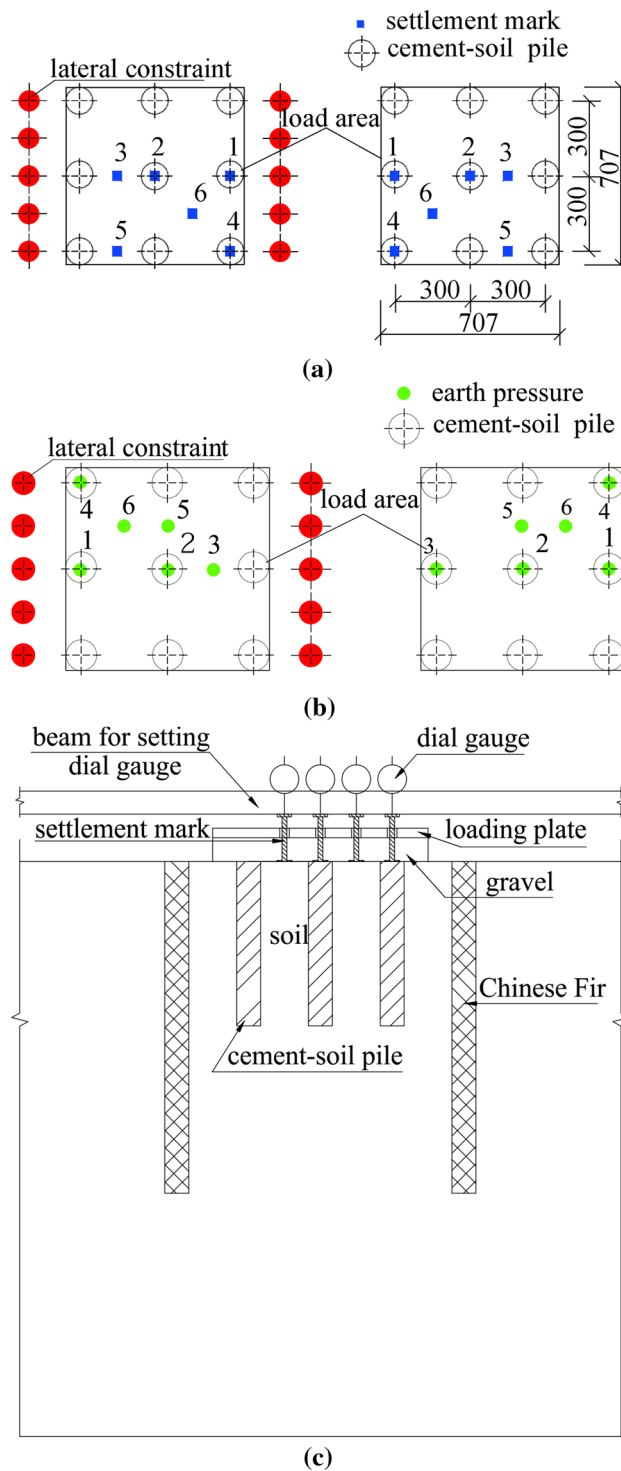 settlement mark
cement-soil pile
lateral constraint
load area
3 2 1
6
5 4
1 2 3
6
4 5
300
300
707
300 300
707
(a)
earth pressure
cement-soil pile
lateral constraint
load area
4 6 5
1 2 3
5 6 4
3 2 1
(b)
beam for setting
dial gauge
dial gauge
settlement mark
loading plate
gravel
soil
Chinese Fir
cement-soil pile
(c)